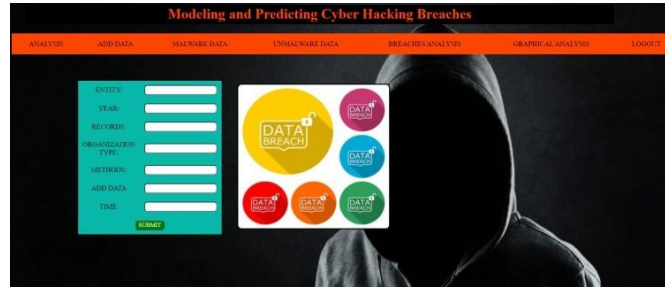 Modeling and Predicting Cyber Hacking Breaches
ANALYSIS ADD DATA MALWARE DATA UNMALWARE DATA BREACHES ANALYSIS GRAPHICAL ANALYSIS LOGOUT
ENTITY:
YEAR:
RECORDS:
ORGANIZATION
TYPE:
METHODS:
ADD DATA
TIME:
SUBMIT
DATA
BREACH
DATA
BREACH
DATA
BREACH
DATA
BREACH
DATA
BREACH
DATA
BREACH